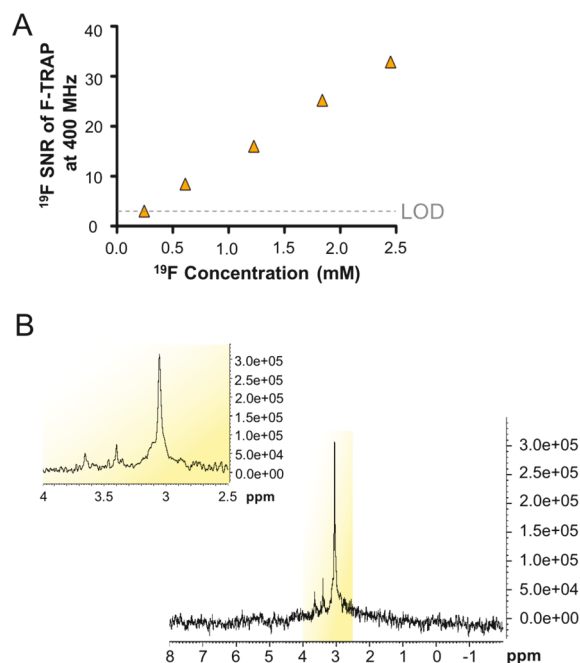 A
¹⁹F SNR of F-TRAP
at 400 MHz
40
30
20
10
0
LOD
0.0 0.5 1.0 1.5 2.0 2.5
¹⁹F Concentration (mM)
B
3.0e+05
2.5e+05
2.0e+05
1.5e+05
1.0e+05
5.0e+04
0.0e+00
4 3.5 3 2.5 ppm
3.0e+05
2.5e+05
2.0e+05
1.5e+05
1.0e+05
5.0e+04
0.0e+00
8 7 6 5 4 3 2 1 0 -1 ppm